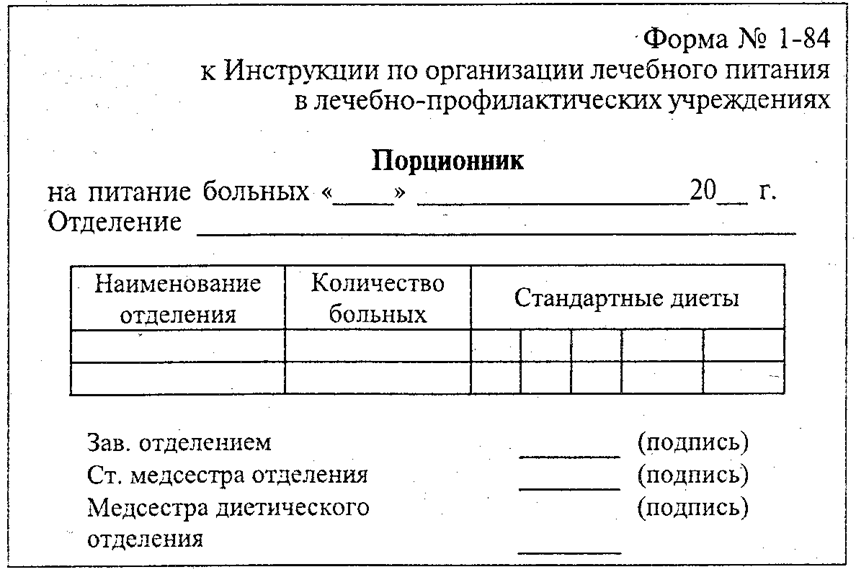 Форма № 1-84
к Инструкции по организации лечебного питания
в лечебно-профилактических учреждениях
Порционник
на питание больных «____» ____________________20__ г.
Отделение ____________________________________________
Наименование отделения | Количество больных | Стандартные диеты
Зав. отделением ________ (подпись)
Ст. медсестра отделения ________ (подпись)
Медсестра диетического (подпись)
отделения ________